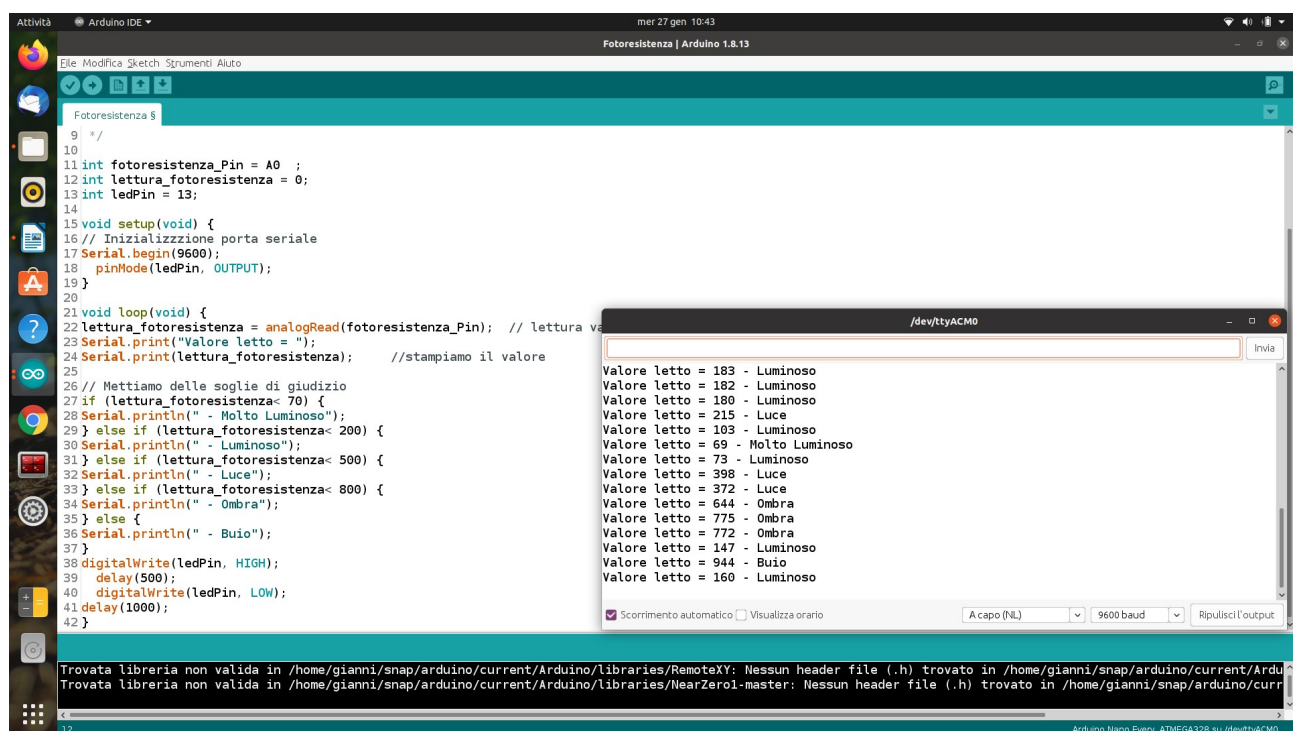 Attività Arduino IDE mer 27 gen 10:43
Fotoresistenza | Arduino 1.8.13
File Modifica Sketch Strumenti Aiuto
Fotoresistenza §
9 */
10
11 int fotoresistenza_Pin = A0  ;
12 int lettura_fotoresistenza = 0;
13 int ledPin = 13;
14
15 void setup(void) {
16 // Inizializzzione porta seriale
17 Serial.begin(9600);
18   pinMode(ledPin, OUTPUT);
19 }
20
21 void loop(void) {
22 lettura_fotoresistenza = analogRead(fotoresistenza_Pin);  // lettura va
23 Serial.print("Valore letto = ");
24 Serial.print(lettura_fotoresistenza);     //stampiamo il valore
25
26 // Mettiamo delle soglie di giudizio
27 if (lettura_fotoresistenza< 70) {
28 Serial.println(" - Molto Luminoso");
29 } else if (lettura_fotoresistenza< 200) {
30 Serial.println(" - Luminoso");
31 } else if (lettura_fotoresistenza< 500) {
32 Serial.println(" - Luce");
33 } else if (lettura_fotoresistenza< 800) {
34 Serial.println(" - Ombra");
35 } else {
36 Serial.println(" - Buio");
37 }
38 digitalWrite(ledPin, HIGH);
39   delay(500);
40   digitalWrite(ledPin, LOW);
41 delay(1000);
42 }
/dev/ttyACM0
Invia
Valore letto = 183 - Luminoso
Valore letto = 182 - Luminoso
Valore letto = 180 - Luminoso
Valore letto = 215 - Luce
Valore letto = 103 - Luminoso
Valore letto = 69 - Molto Luminoso
Valore letto = 73 - Luminoso
Valore letto = 398 - Luce
Valore letto = 372 - Luce
Valore letto = 644 - Ombra
Valore letto = 775 - Ombra
Valore letto = 772 - Ombra
Valore letto = 147 - Luminoso
Valore letto = 944 - Buio
Valore letto = 160 - Luminoso
Scorrimento automatico Visualizza orario A capo (NL) 9600 baud Ripulisci l'output
Trovata libreria non valida in /home/gianni/snap/arduino/current/Arduino/libraries/RemoteXY: Nessun header file (.h) trovato in /home/gianni/snap/arduino/current/Ardu
Trovata libreria non valida in /home/gianni/snap/arduino/current/Arduino/libraries/NearZero1-master: Nessun header file (.h) trovato in /home/gianni/snap/arduino/curr
12 Arduino Nano Every, ATMEGA328 su /dev/ttyACM0